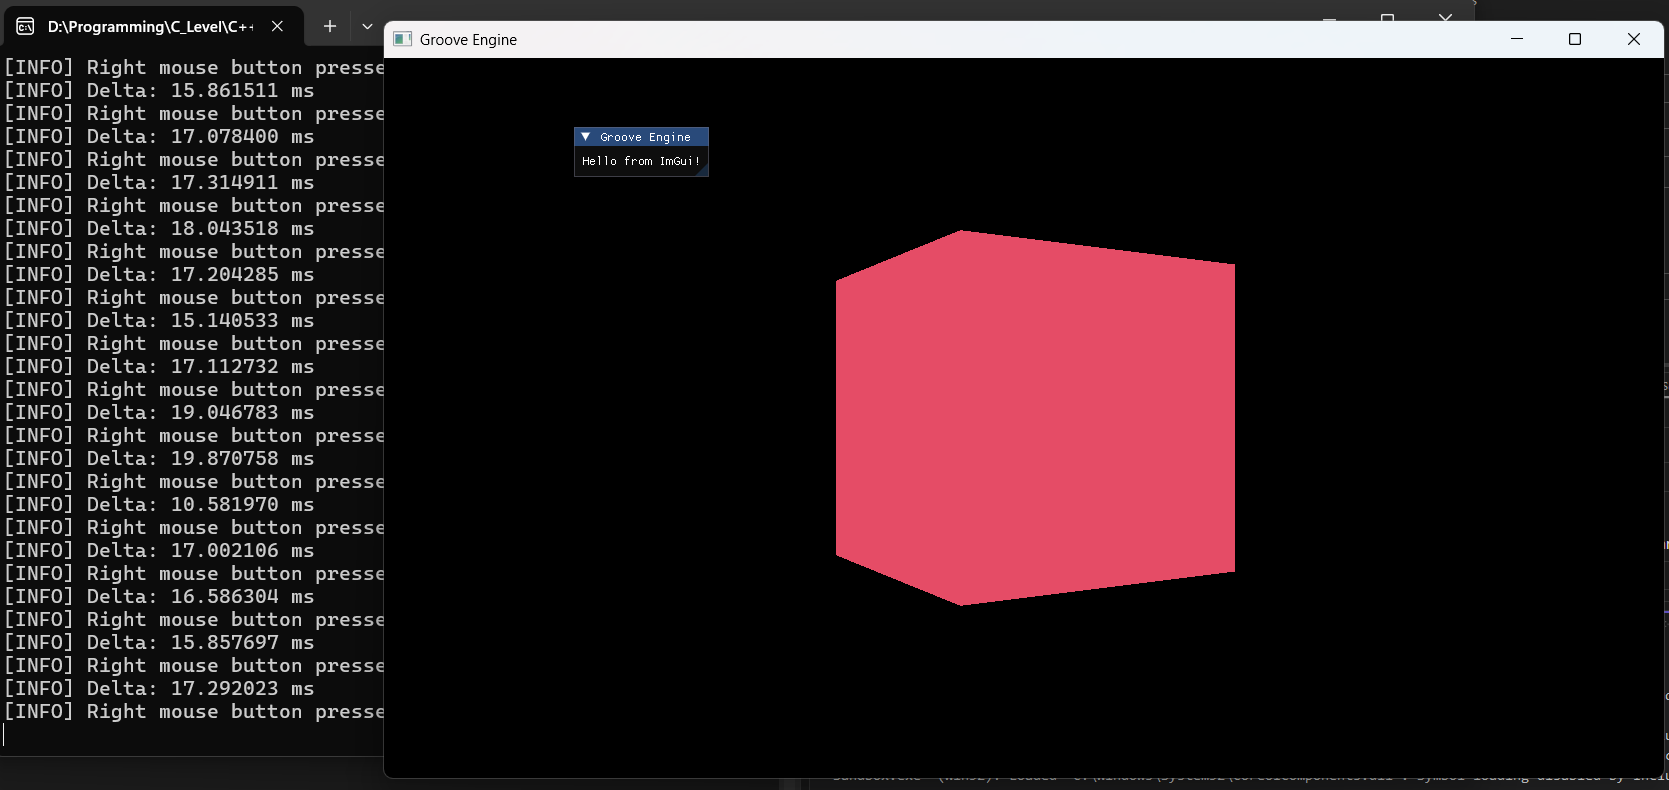 D:\Programming\C_Level\C++
Groove Engine
[INFO] Right mouse button presse
[INFO] Delta: 15.861511 ms
[INFO] Right mouse button presse
[INFO] Delta: 17.078400 ms
[INFO] Right mouse button presse
[INFO] Delta: 17.314911 ms
[INFO] Right mouse button presse
[INFO] Delta: 18.043518 ms
[INFO] Right mouse button presse
[INFO] Delta: 17.204285 ms
[INFO] Right mouse button presse
[INFO] Delta: 15.140533 ms
[INFO] Right mouse button presse
[INFO] Delta: 17.112732 ms
[INFO] Right mouse button presse
[INFO] Delta: 19.046783 ms
[INFO] Right mouse button presse
[INFO] Delta: 19.870758 ms
[INFO] Right mouse button presse
[INFO] Delta: 10.581970 ms
[INFO] Right mouse button presse
[INFO] Delta: 17.002106 ms
[INFO] Right mouse button presse
[INFO] Delta: 16.586304 ms
[INFO] Right mouse button presse
[INFO] Delta: 15.857697 ms
[INFO] Right mouse button presse
[INFO] Delta: 17.292023 ms
[INFO] Right mouse button presse
Groove Engine
Hello from ImGui!